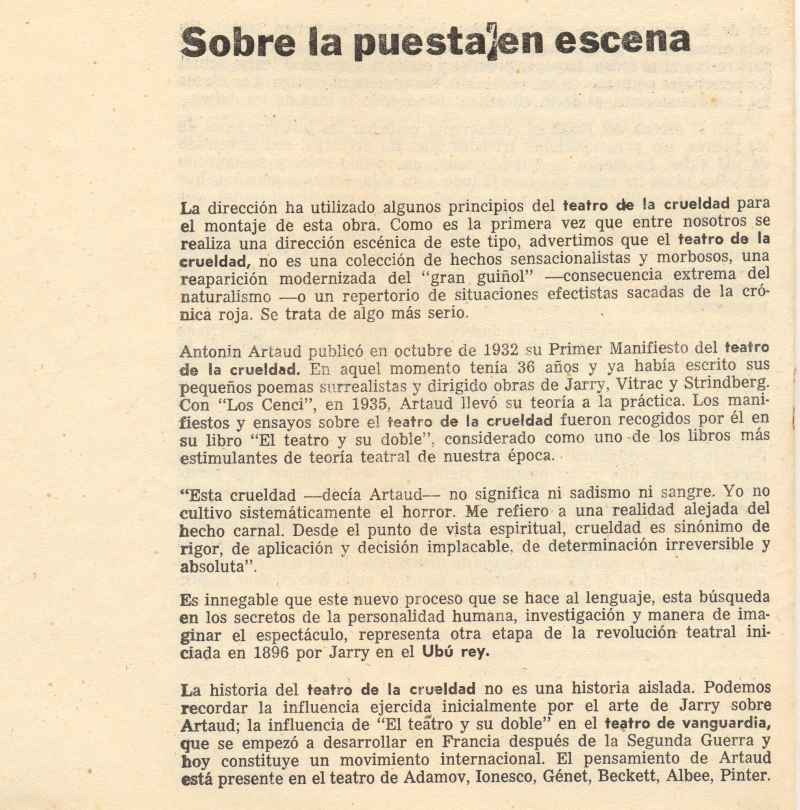 Sobre la puesta en escena
La dirección ha utilizado algunos principios del teatro de la crueldad para
el montaje de esta obra. Como es la primera vez que entre nosotros se
realiza una dirección escénica de este tipo, advertimos que el teatro de la
crueldad, no es una colección de hechos sensacionalistas y morbosos, una
reaparición modernizada del “gran guiñol” —consecuencia extrema del
naturalismo —o un repertorio de situaciones efectistas sacadas de la cró-
nica roja. Se trata de algo más serio.
Antonin Artaud publicó en octubre de 1932 su Primer Manifiesto del teatro
de la crueldad. En aquel momento tenía 36 años y ya había escrito sus
pequeños poemas surrealistas y dirigido obras de Jarry, Vitrac y Strindberg.
Con “Los Cenci”, en 1935, Artaud llevó su teoría a la práctica. Los mani-
fiestos y ensayos sobre el teatro de la crueldad fueron recogidos por él en
su libro “El teatro y su doble”, considerado como uno de los libros más
estimulantes de teoría teatral de nuestra época.
“Esta crueldad —decía Artaud— no significa ni sadismo ni sangre. Yo no
cultivo sistemáticamente el horror. Me refiero a una realidad alejada del
hecho carnal. Desde el punto de vista espiritual, crueldad es sinónimo de
rigor, de aplicación y decisión implacable, de determinación irreversible y
absoluta”.
Es innegable que este nuevo proceso que se hace al lenguaje, esta búsqueda
en los secretos de la personalidad humana, investigación y manera de ima-
ginar el espectáculo, representa otra etapa de la revolución teatral ini-
ciada en 1896 por Jarry en el Ubú rey.
La historia del teatro de la crueldad no es una historia aislada. Podemos
recordar la influencia ejercida inicialmente por el arte de Jarry sobre
Artaud; la influencia de “El teatro y su doble” en el teatro de vanguardia,
que se empezó a desarrollar en Francia después de la Segunda Guerra y
hoy constituye un movimiento internacional. El pensamiento de Artaud
está presente en el teatro de Adamov, Ionesco, Génet, Beckett, Albee, Pinter.